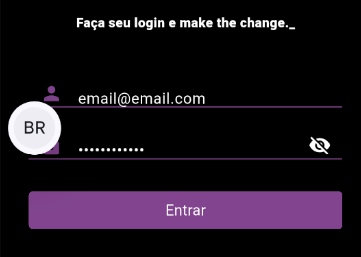 Faça seu login e make the change._
email@email.com
BR
••••••••••••
Entrar